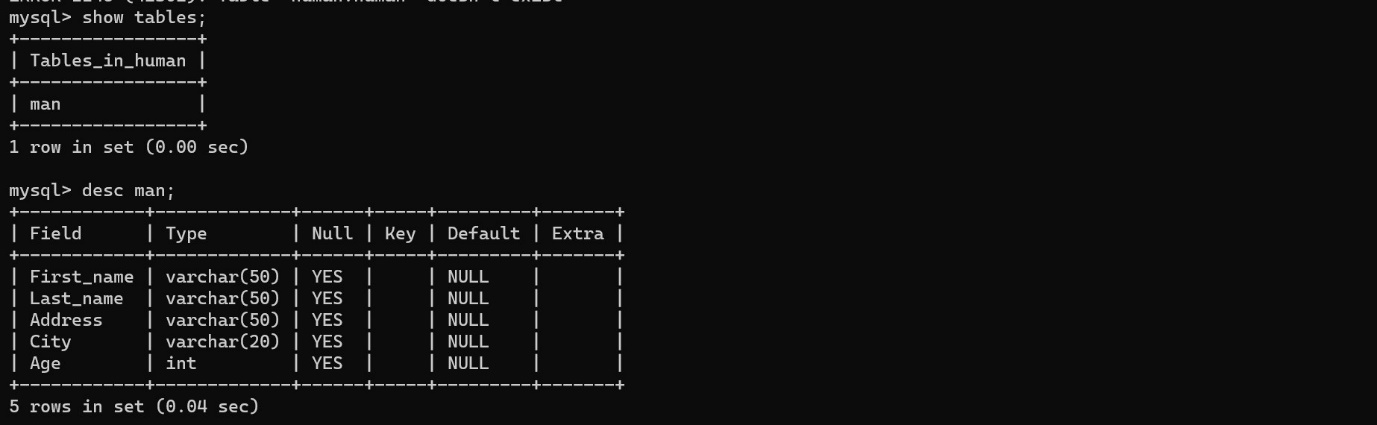 mysql> show tables;
+-----------------+
| Tables_in_human |
+-----------------+
| man             |
+-----------------+
1 row in set (0.00 sec)
mysql> desc man;
+------------+-------------+------+-----+---------+-------+
| Field      | Type        | Null | Key | Default | Extra |
+------------+-------------+------+-----+---------+-------+
| First_name | varchar(50) | YES  |     | NULL    |       |
| Last_name  | varchar(50) | YES  |     | NULL    |       |
| Address    | varchar(50) | YES  |     | NULL    |       |
| City       | varchar(20) | YES  |     | NULL    |       |
| Age        | int         | YES  |     | NULL    |       |
+------------+-------------+------+-----+---------+-------+
5 rows in set (0.04 sec)